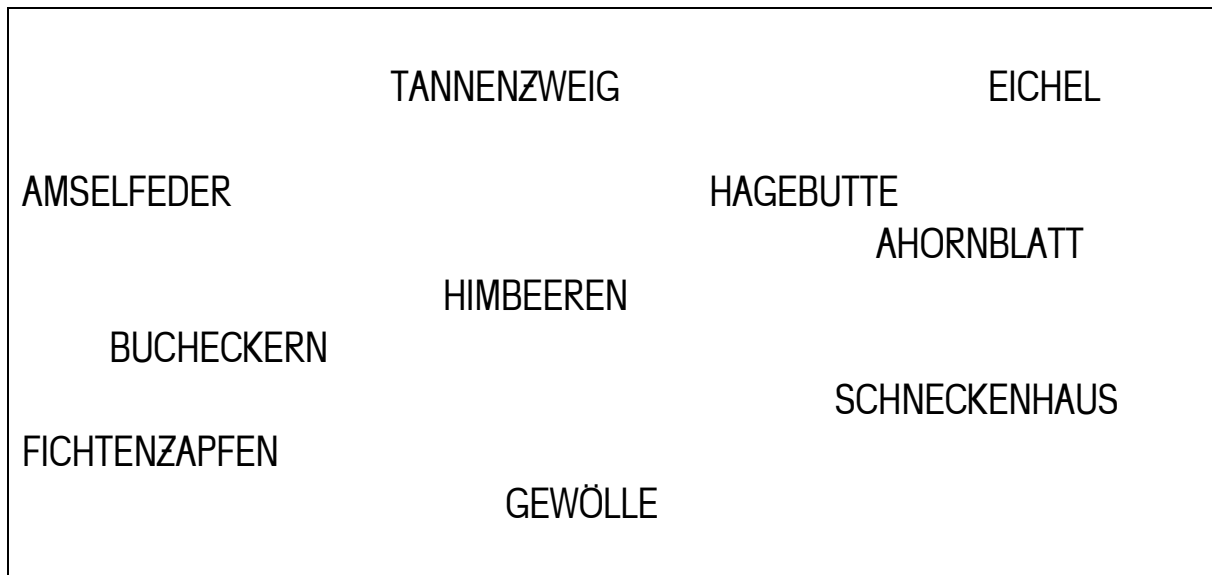 TANNENZWEIG EICHEL
AMSELFEDER HAGEBUTTE
AHORNBLATT
HIMBEEREN
BUCHECKERN
SCHNECKENHAUS
FICHTENZAPFEN
GEWÖLLE